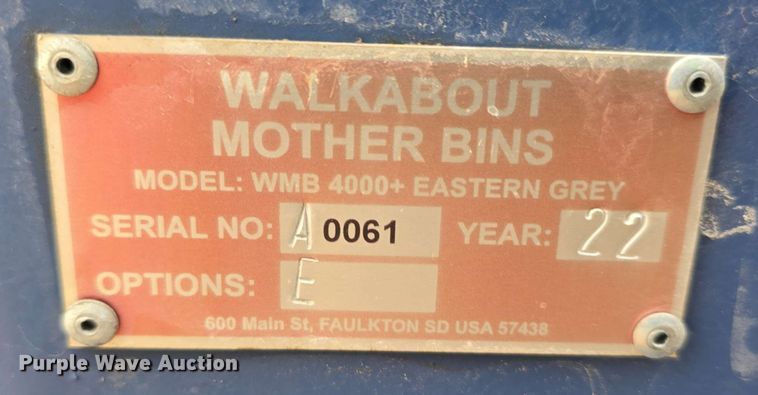 WALKABOUT
MOTHER BINS
MODEL: WMB 4000+ EASTERN GREY
SERIAL NO: A 0061 YEAR: 22
OPTIONS: E
600 Main St, FAULKTON SD USA 57438
Purple Wave Auction